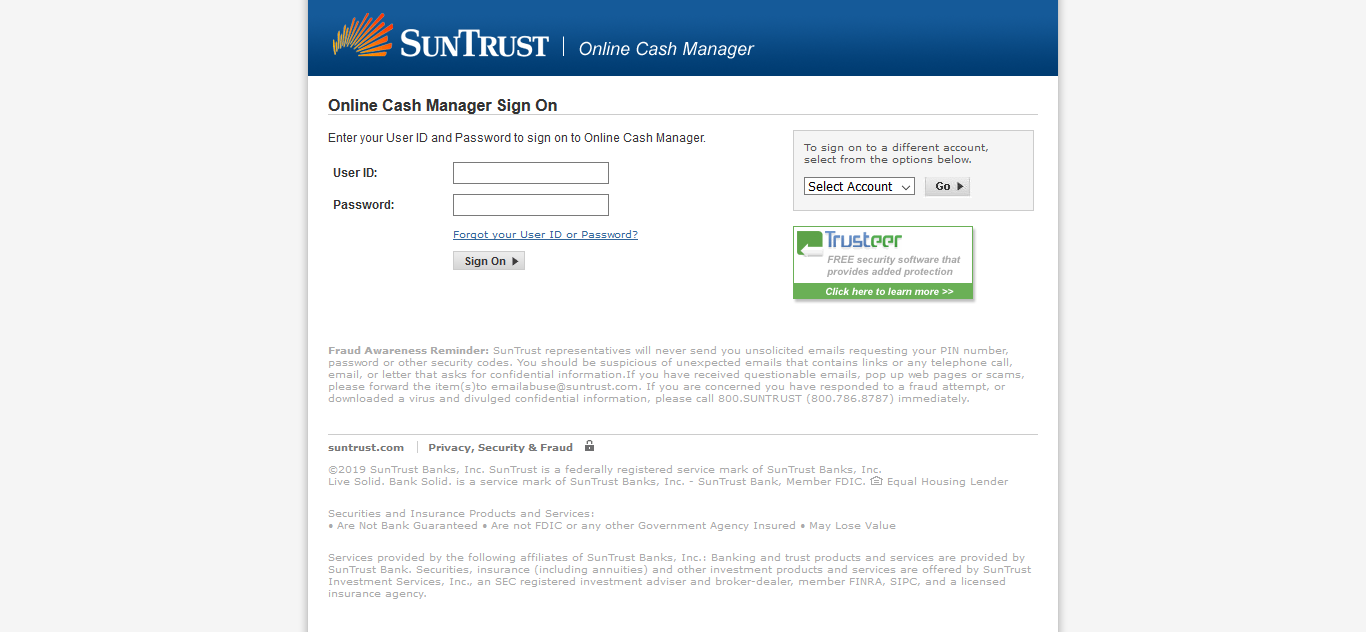 SUNTRUST | Online Cash Manager
Online Cash Manager Sign On
Enter your User ID and Password to sign on to Online Cash Manager.
User ID:
Password:
Forgot your User ID or Password?
Sign On
To sign on to a different account,
select from the options below.
Select Account
Go
Trusteer
FREE security software that
provides added protection
Click here to learn more >>
Fraud Awareness Reminder: SunTrust representatives will never send you unsolicited emails requesting your PIN number,
password or other security codes. You should be suspicious of unexpected emails that contains links or any telephone call,
email, or letter that asks for confidential information.If you have received questionable emails, pop up web pages or scams,
please forward the item(s)to emailabuse@suntrust.com. If you are concerned you have responded to a fraud attempt, or
downloaded a virus and divulged confidential information, please call 800.SUNTRUST (800.786.8787) immediately.
suntrust.com | Privacy, Security & Fraud
©2019 SunTrust Banks, Inc. SunTrust is a federally registered service mark of SunTrust Banks, Inc.
Live Solid. Bank Solid. is a service mark of SunTrust Banks, Inc. - SunTrust Bank, Member FDIC. Equal Housing Lender
Securities and Insurance Products and Services:
• Are Not Bank Guaranteed • Are not FDIC or any other Government Agency Insured • May Lose Value
Services provided by the following affiliates of SunTrust Banks, Inc.: Banking and trust products and services are provided by
SunTrust Bank. Securities, insurance (including annuities) and other investment products and services are offered by SunTrust
Investment Services, Inc., an SEC registered investment adviser and broker-dealer, member FINRA, SIPC, and a licensed
insurance agency.